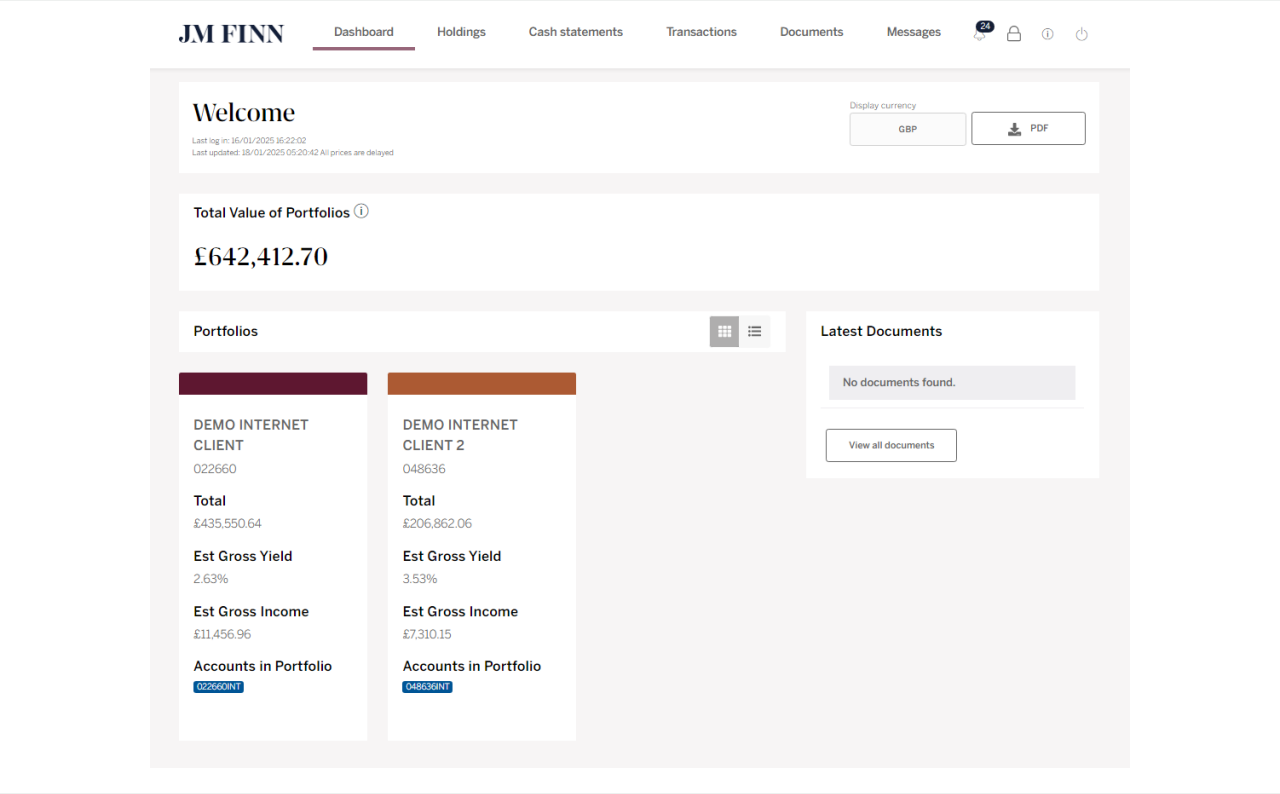 JM FINN
Dashboard
Holdings
Cash statements
Transactions
Documents
Messages
24
Welcome
Last log in: 16/01/2025 16:22:02
Last updated: 18/01/2025 05:20:42 All prices are delayed
Display currency
GBP
PDF
Total Value of Portfolios
£642,412.70
Portfolios
DEMO INTERNET
CLIENT
022660
Total
£435,550.64
Est Gross Yield
2.63%
Est Gross Income
£11,456.96
Accounts in Portfolio
022660INT
DEMO INTERNET
CLIENT 2
048636
Total
£206,862.06
Est Gross Yield
3.53%
Est Gross Income
£7,310.15
Accounts in Portfolio
048636INT
Latest Documents
No documents found.
View all documents